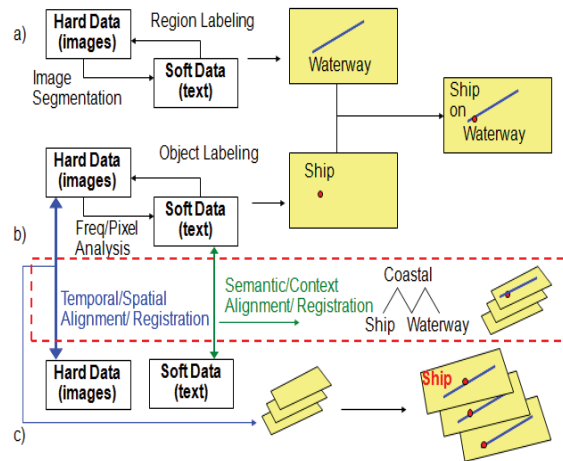 a)
Hard Data
(images)
Region Labeling
Image
Segmentation
Soft Data
(text)
Waterway
Ship
on
Waterway
Hard Data
(images)
Object Labeling
Soft Data
(text)
Ship
b)
Freq/Pixel
Analysis
Temporal/Spatial
Alignment/ Registration
Semantic/Context
Alignment/ Registration
Coastal
Ship
Waterway
Hard Data
(images)
Soft Data
(text)
Ship
c)